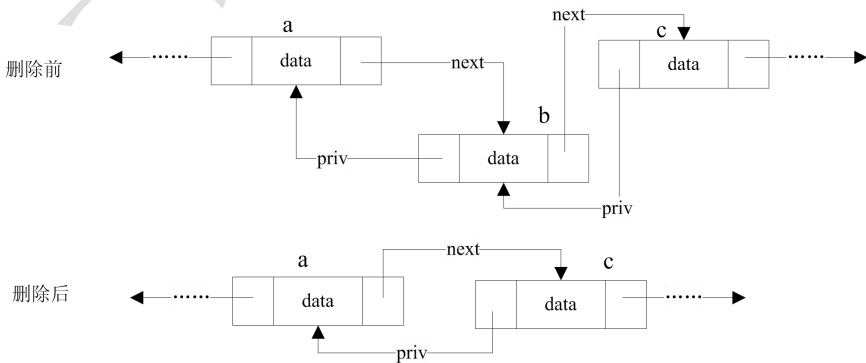 a
next
c
删除前
······
data
next
data
······
b
priv
data
priv
a
next
c
删除后
······
data
data
······
priv